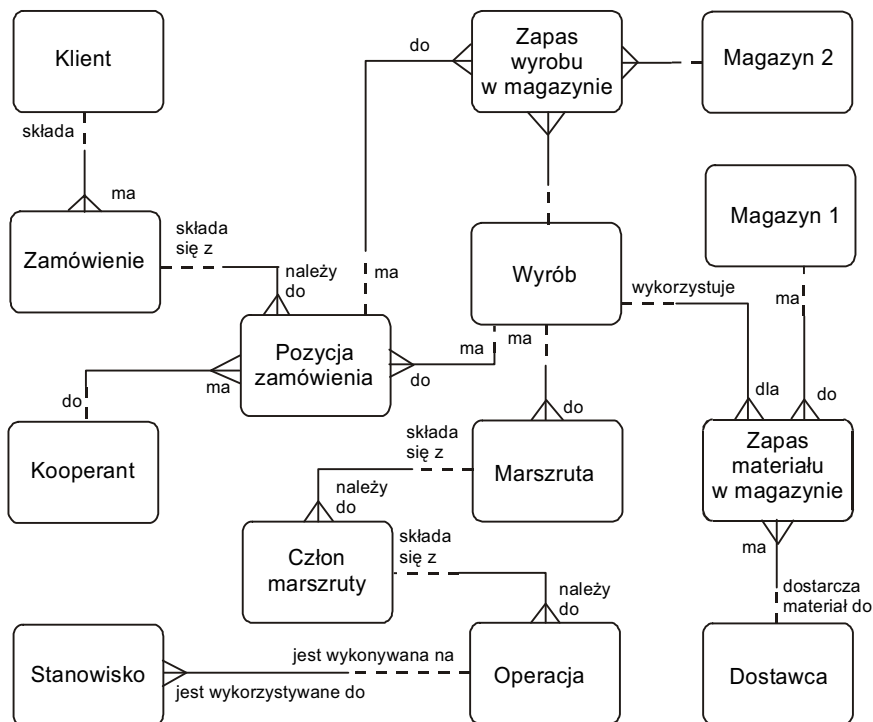 Klient
do
Zapas
wyrobu
w magazynie
Magazyn 2
składa
ma
Zamówienie
składa
się z
należy
do
ma
Wyrób
Magazyn 1
wykorzystuje
ma
Pozycja
zamówienia
ma
ma
do
do
ma
dla
do
do
Kooperant
składa
się z
Marszruta
Zapas
materiału
w magazynie
należy
do
ma
Człon
marszruty
składa
się z
należy
do
dostarcza
materiał do
Stanowisko
jest wykonywana na
jest wykorzystywane do
Operacja
Dostawca